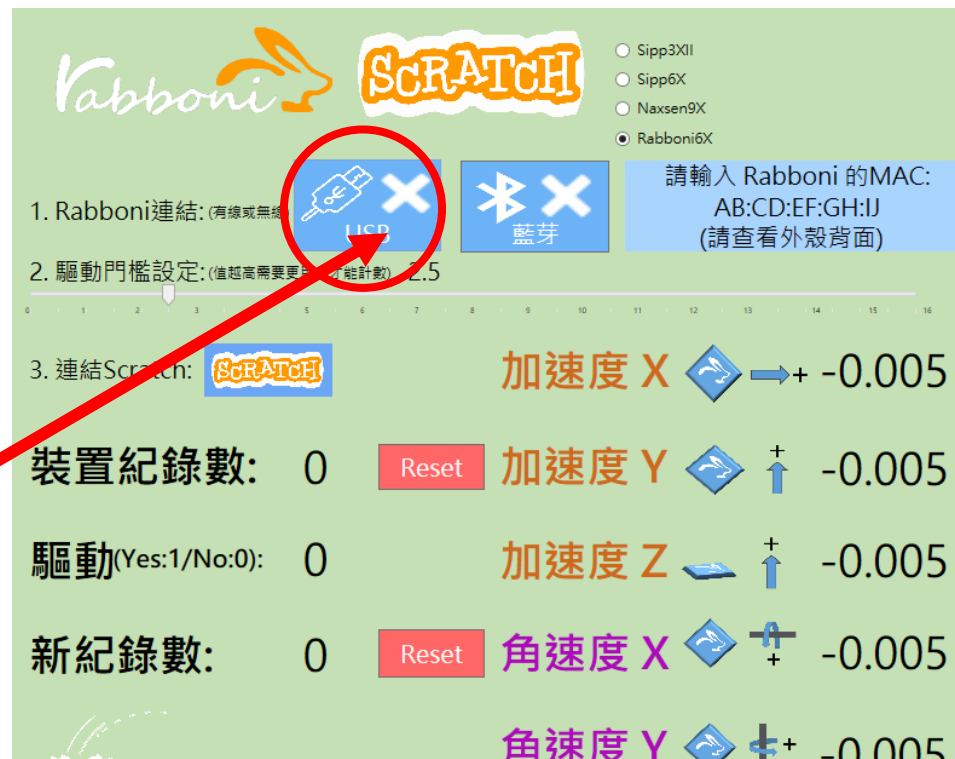 rabboni
SCRATCH
Sipp3XII
Sipp6X
Naxsen9X
Rabboni6X
1. Rabboni連結: (有線或無線)
USB
藍芽
請輸入 Rabboni 的MAC:
AB:CD:EF:GH:IJ
(請查看外殼背面)
2. 驅動門檻設定: (值越高需要更 才能計數) 2.5
0 1 2 3 5 6 7 8 9 10 11 12 13 14 15 16
3. 連結Scratch: SCRATCH
加速度 X + -0.005
裝置紀錄數: 0 Reset
加速度 Y + -0.005
驅動(Yes:1/No:0): 0
加速度 Z + -0.005
新紀錄數: 0 Reset
角速度 X + -0.005
角速度 Y + -0.005